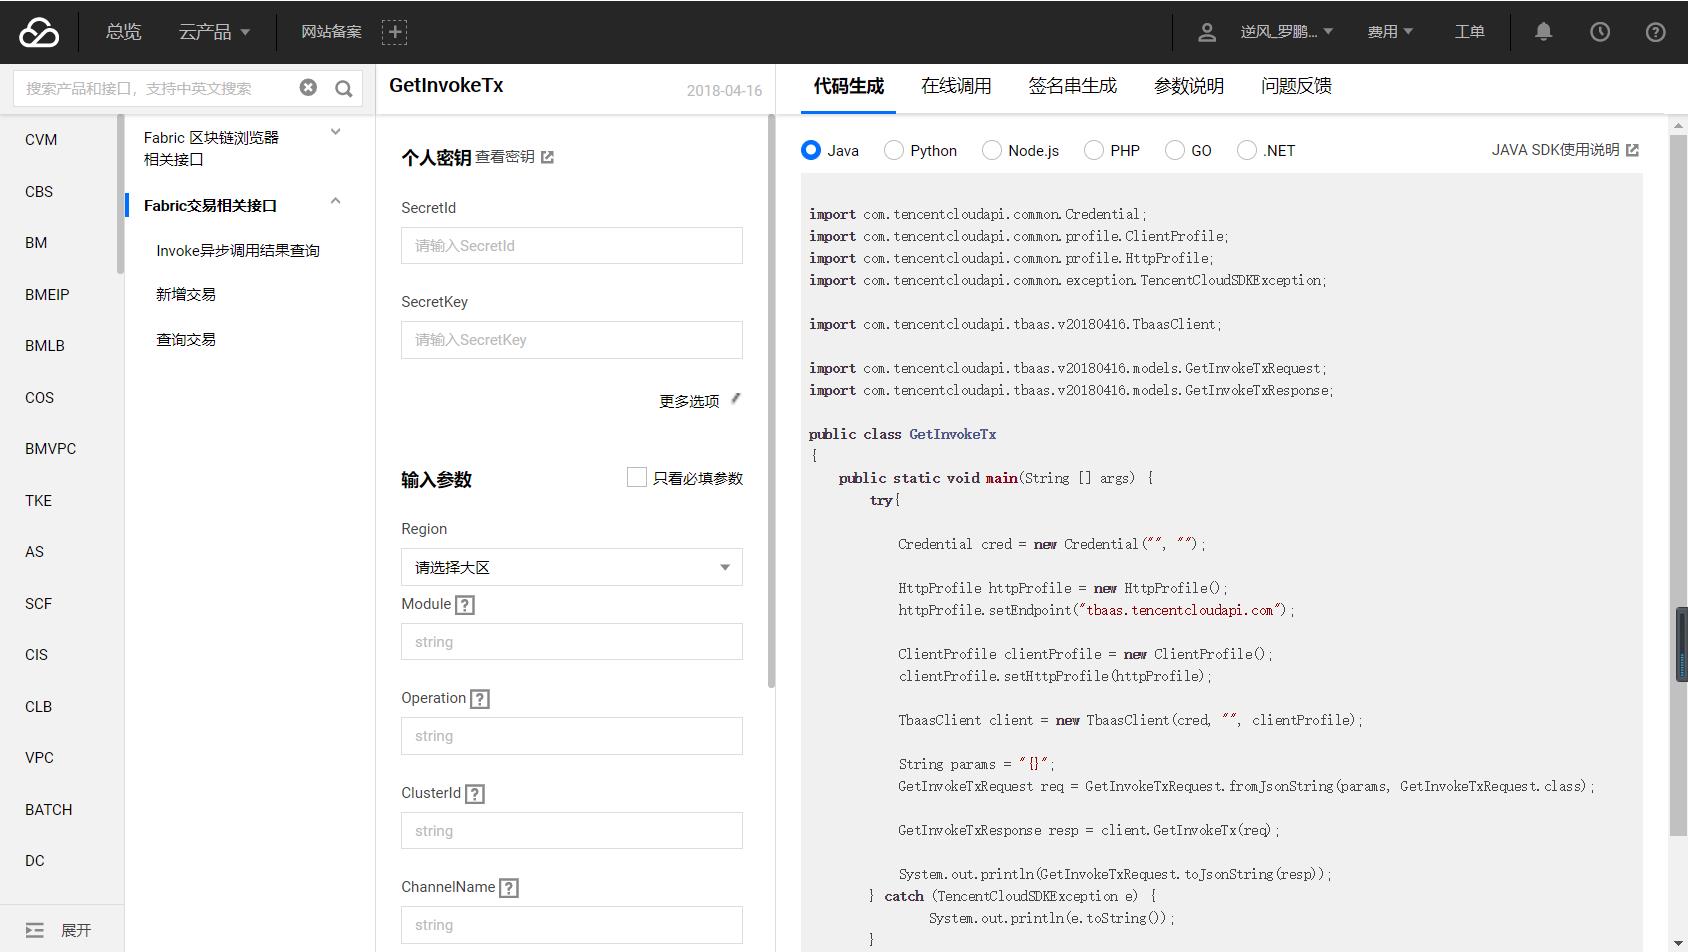 总览
云产品
网站备案
逆风_罗鹏...
费用
工单
搜索产品和接口，支持中英文搜索
CVM
CBS
BM
BMEIP
BMLB
COS
BMVPC
TKE
AS
SCF
CIS
CLB
VPC
BATCH
DC
展开
Fabric 区块链浏览器
相关接口
Fabric交易相关接口
Invoke异步调用结果查询
新增交易
查询交易
GetInvokeTx
2018-04-16
个人密钥 查看密钥
SecretId
请输入SecretId
SecretKey
请输入SecretKey
更多选项
输入参数
只看必填参数
Region
请选择大区
Module ?
string
Operation ?
string
ClusterId ?
string
ChannelName ?
string
代码生成
在线调用
签名串生成
参数说明
问题反馈
Java
Python
Node.js
PHP
GO
.NET
JAVA SDK使用说明
import com.tencentcloudapi.common.Credential;
import com.tencentcloudapi.common.profile.ClientProfile;
import com.tencentcloudapi.common.profile.HttpProfile;
import com.tencentcloudapi.common.exception.TencentCloudSDKException;
import com.tencentcloudapi.tbaas.v20180416.TbaasClient;
import com.tencentcloudapi.tbaas.v20180416.models.GetInvokeTxRequest;
import com.tencentcloudapi.tbaas.v20180416.models.GetInvokeTxResponse;
public class GetInvokeTx
{
public static void main(String [] args) {
try{
Credential cred = new Credential("", "");
HttpProfile httpProfile = new HttpProfile();
httpProfile.setEndpoint("tbaas.tencentcloudapi.com");
ClientProfile clientProfile = new ClientProfile();
clientProfile.setHttpProfile(httpProfile);
TbaasClient client = new TbaasClient(cred, "", clientProfile);
String params = "{}";
GetInvokeTxRequest req = GetInvokeTxRequest.fromJsonString(params, GetInvokeTxRequest.class);
GetInvokeTxResponse resp = client.GetInvokeTx(req);
System.out.println(GetInvokeTxRequest.toJsonString(resp));
} catch (TencentCloudSDKException e) {
System.out.println(e.toString());
}